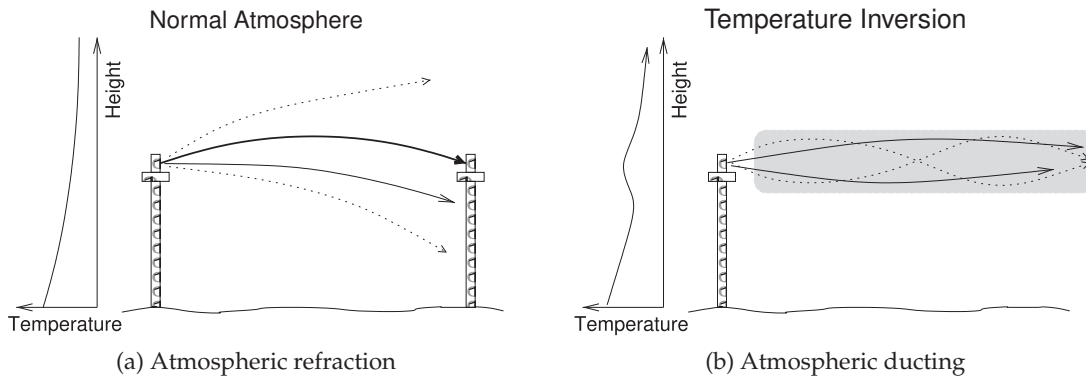 Normal Atmosphere
Height
Temperature
(a) Atmospheric refraction
Temperature Inversion
Height
Temperature
(b) Atmospheric ducting